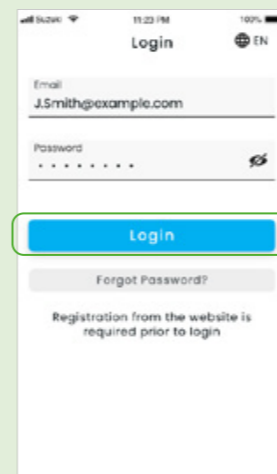 Suzuki 11:23 PM 100%
Login EN
Email
J.Smith@example.com
Password
Login
Forgot Password?
Registration from the website is
required prior to login